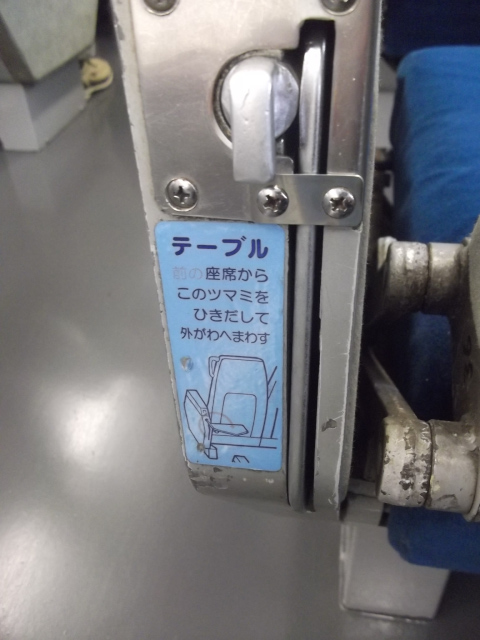 テーブル
前の座席から
このツマミを
ひきだして
外がわへまわす